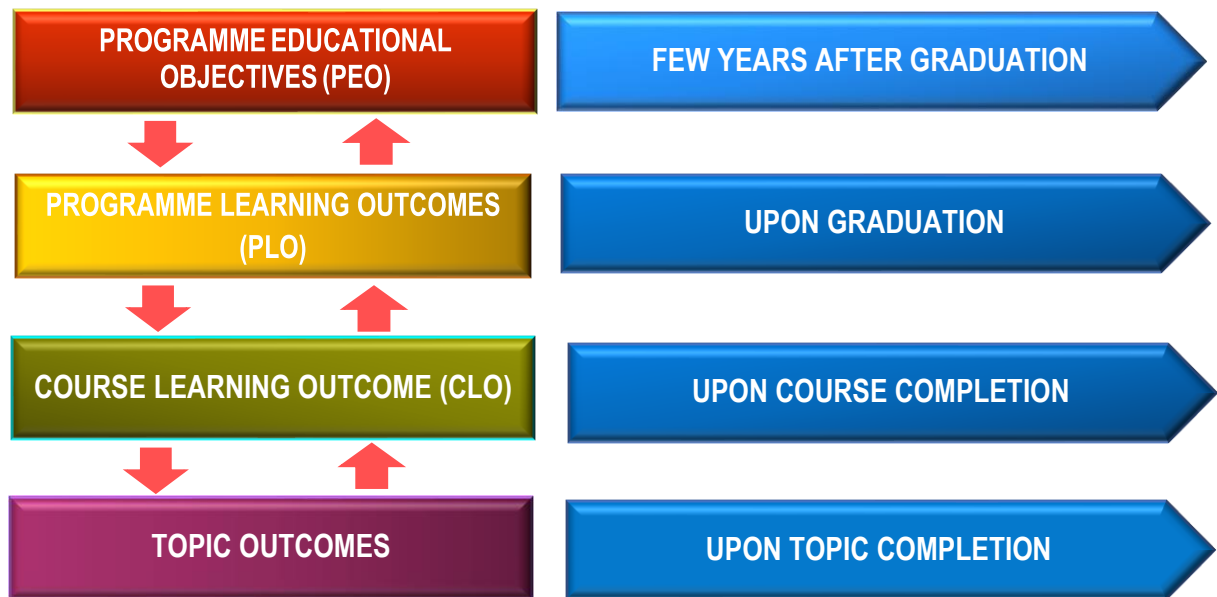 PROGRAMME EDUCATIONAL
OBJECTIVES (PEO)
FEW YEARS AFTER GRADUATION
PROGRAMME LEARNING OUTCOMES
(PLO)
UPON GRADUATION
COURSE LEARNING OUTCOME (CLO)
UPON COURSE COMPLETION
TOPIC OUTCOMES
UPON TOPIC COMPLETION